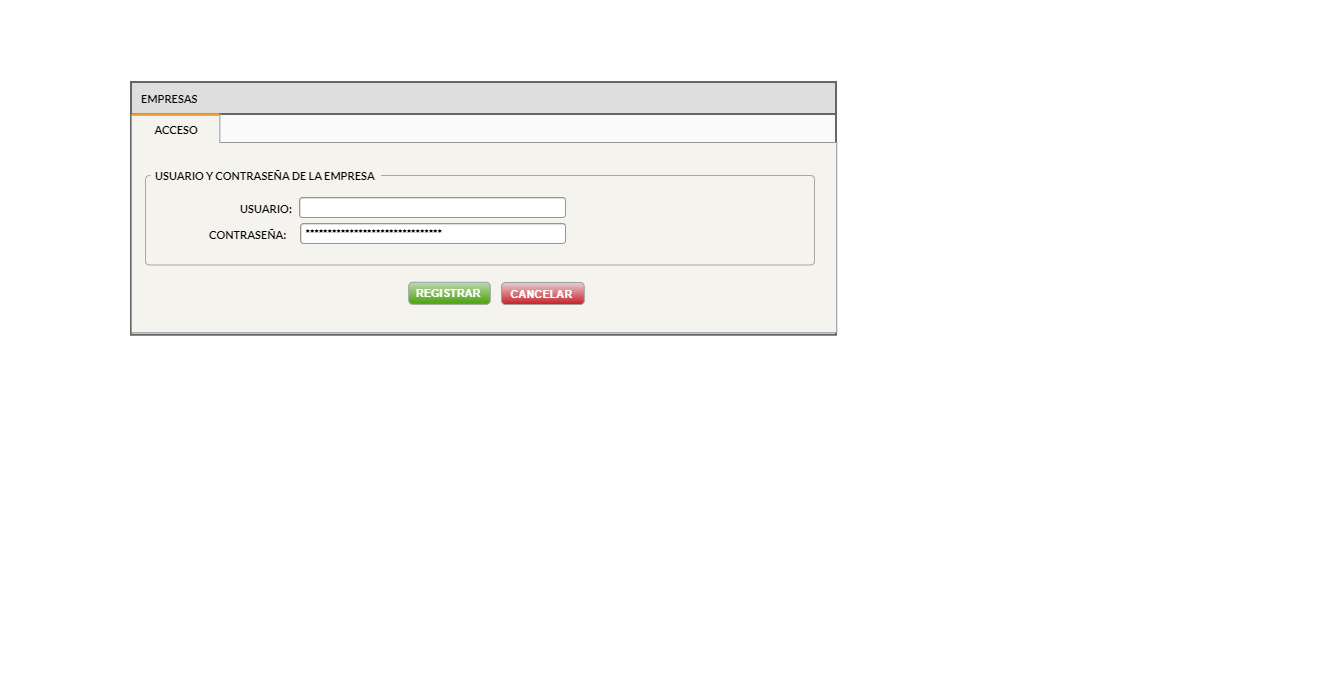 EMPRESAS
ACCESO
USUARIO Y CONTRASEÑA DE LA EMPRESA
USUARIO:
CONTRASEÑA: *******************************
REGISTRAR CANCELAR